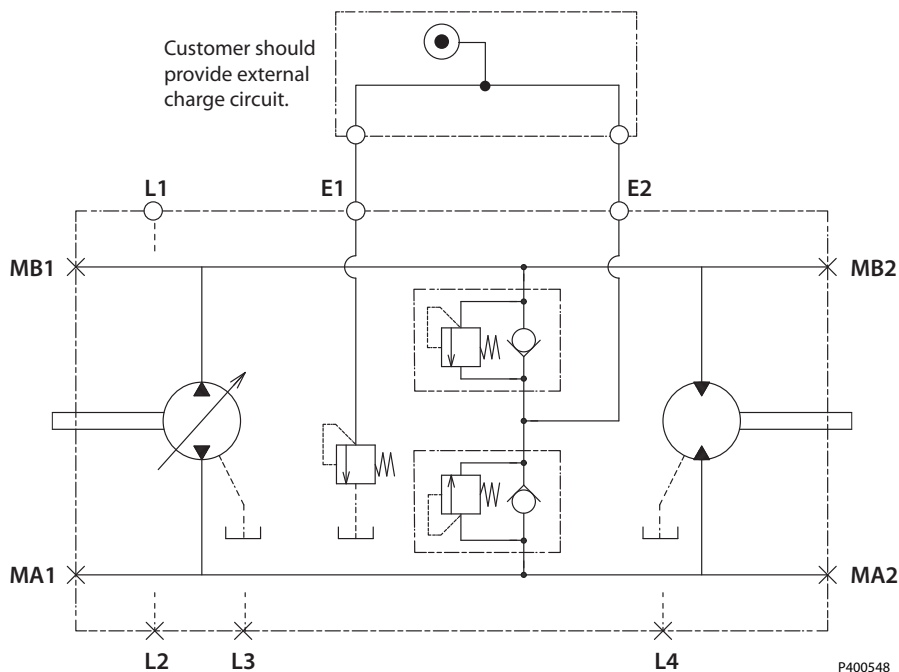 Customer should
provide external
charge circuit.
L1
E1
E2
MB1
MB2
MA1
MA2
L2
L3
L4
P400548